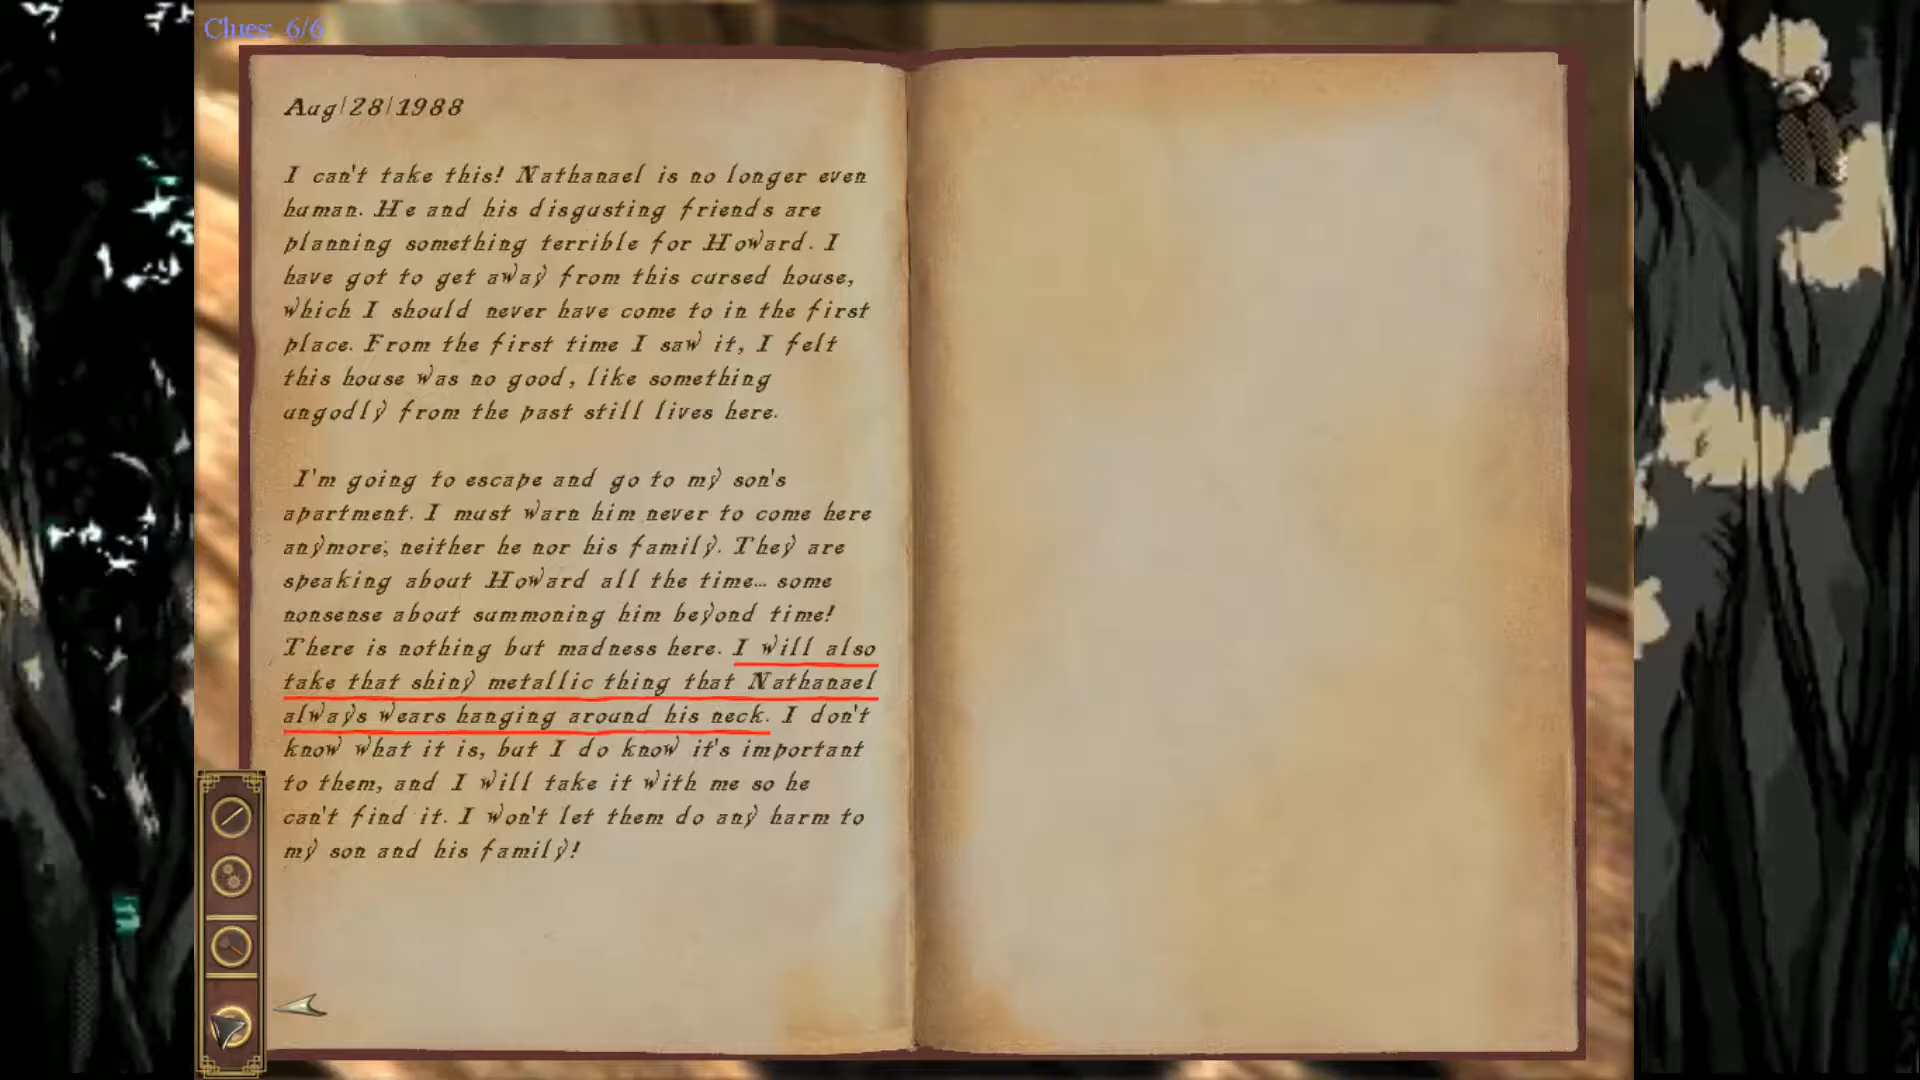 Clues: 6/6
Aug/28/1988
I can't take this! Nathanael is no longer even
human. He and his disgusting friends are
planning something terrible for Howard. I
have got to get away from this cursed house,
which I should never have come to in the first
place. From the first time I saw it, I felt
this house was no good, like something
ungodly from the past still lives here.
I'm going to escape and go to my son's
apartment. I must warn him never to come here
anymore; neither he nor his family. They are
speaking about Howard all the time... some
nonsense about summoning him beyond time!
There is nothing but madness here. I will also
take that shiny metallic thing that Nathanael
always wears hanging around his neck. I don't
know what it is, but I do know it's important
to them, and I will take it with me so he
can't find it. I won't let them do any harm to
my son and his family!